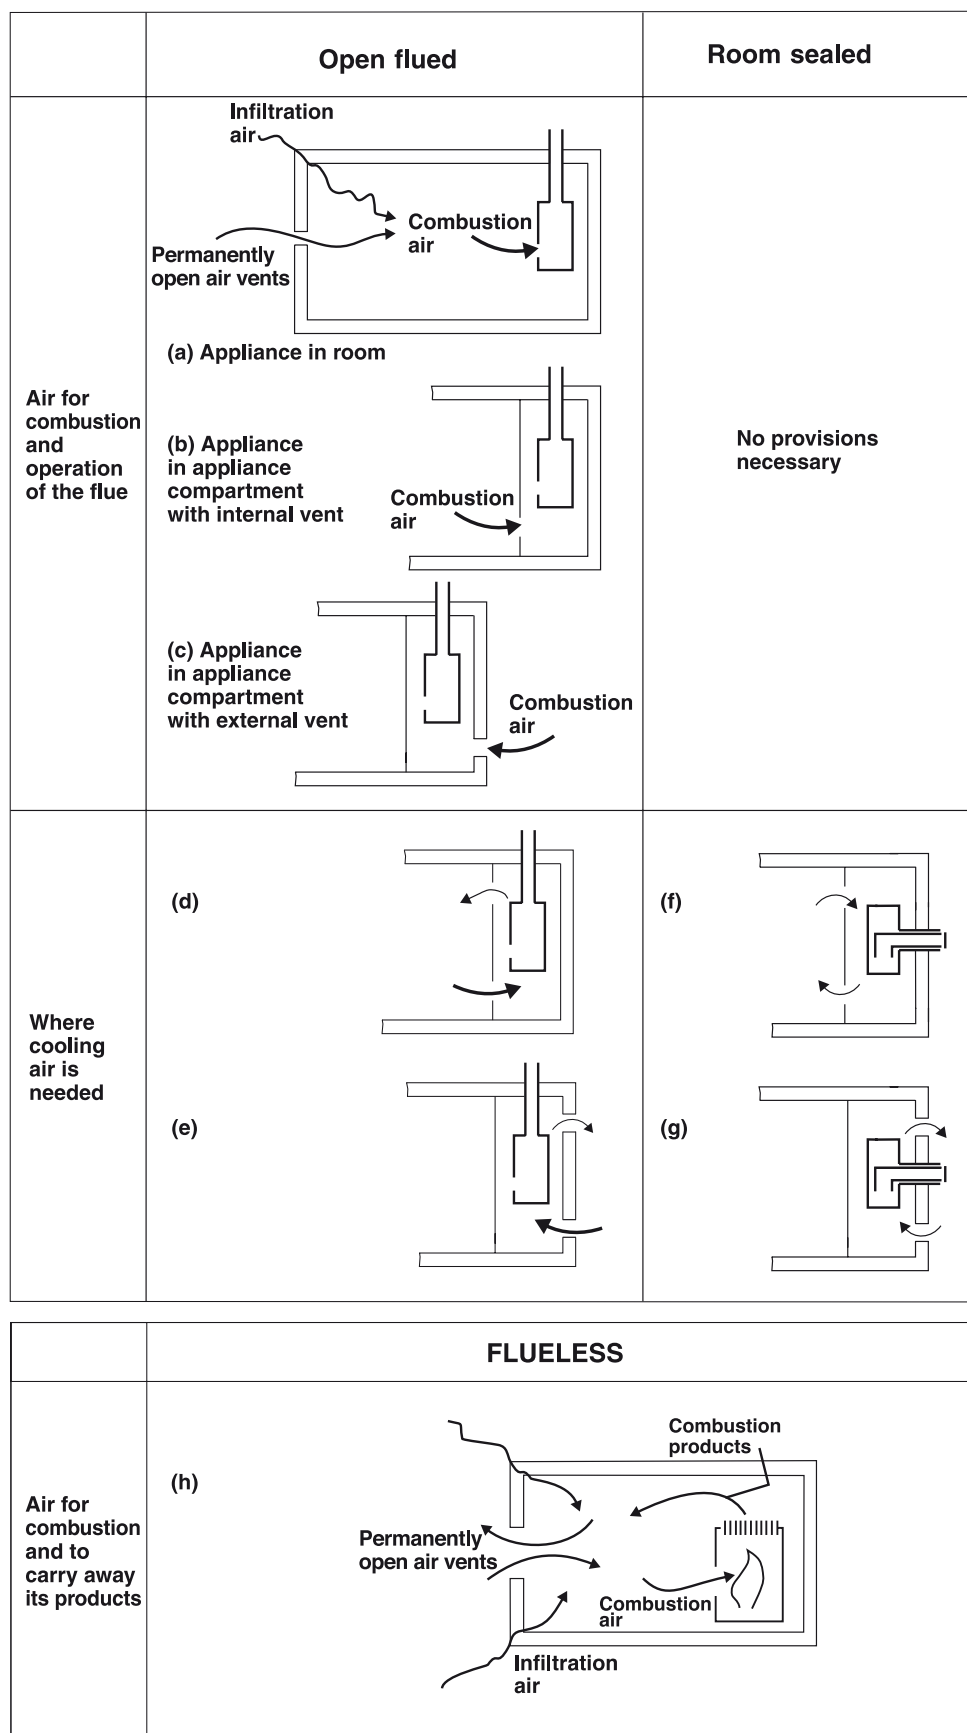 Open flued
Room sealed
Air for
combustion
and
operation
of the flue
Infiltration
air
Combustion
air
Permanently
open air vents
(a) Appliance in room
(b) Appliance
in appliance
compartment
with internal vent
Combustion
air
(c) Appliance
in appliance
compartment
with external vent
Combustion
air
No provisions
necessary
Where
cooling
air is
needed
(d)
(f)
(e)
(g)
FLUELESS
Air for
combustion
and to
carry away
its products
(h)
Combustion
products
Permanently
open air vents
Combustion
air
Infiltration
air